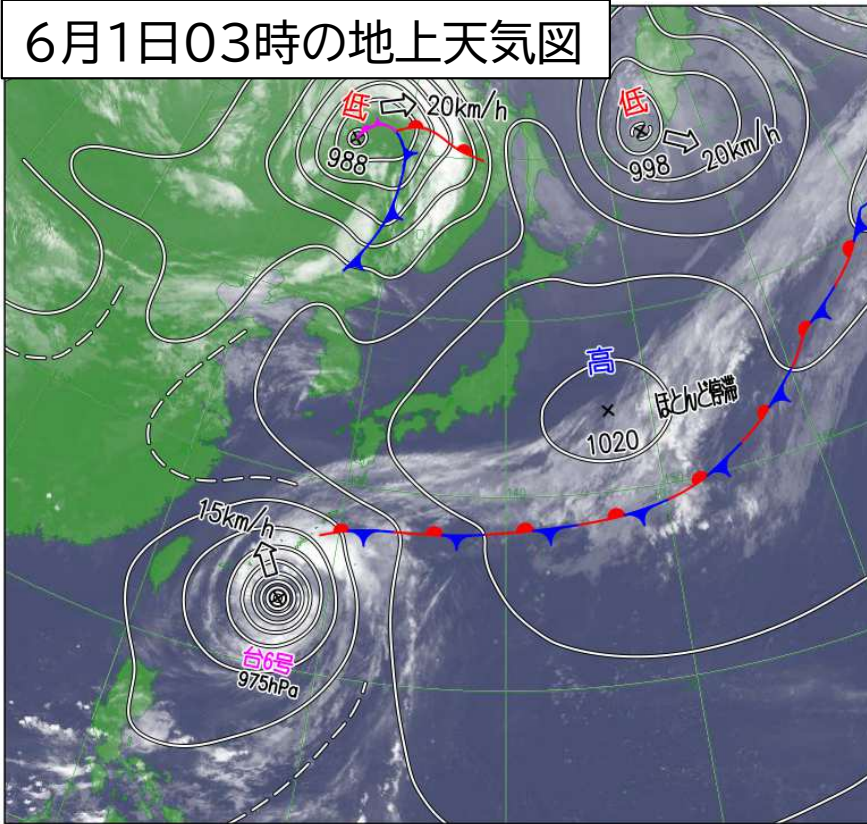 6月1日03時の地上天気図
低
20km/h
988
低
998
20km/h
高
ほとんど停滞
1020
15km/h
台6号
975hPa
140